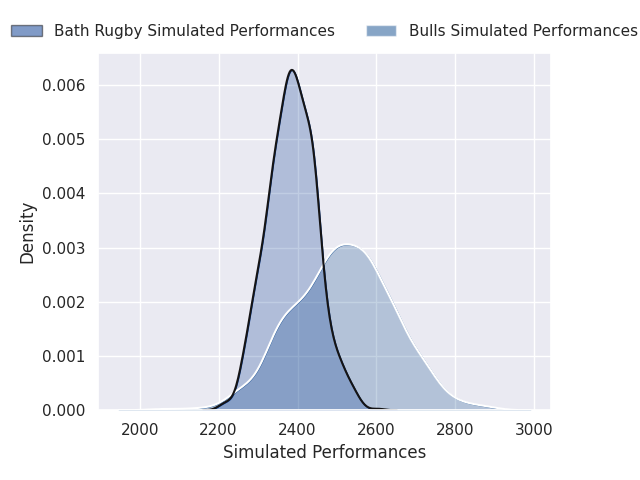 Bath Rugby Simulated Performances
Bulls Simulated Performances
0.006
0.005
0.004
0.003
0.002
0.001
0.000
Density
2000 2200 2400 2600 2800 3000
Simulated Performances